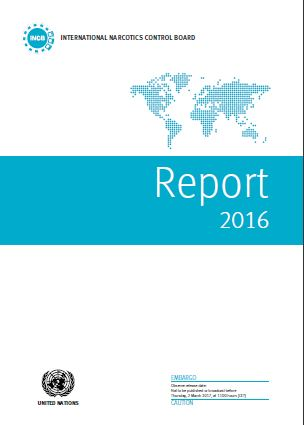 INCB
INTERNATIONAL NARCOTICS CONTROL BOARD
Report
2016
EMBARGO
Observe release date:
Not to be published or broadcast before
Thursday, 2 March 2017, at 1100 hours (CET)
CAUTION
UNITED NATIONS